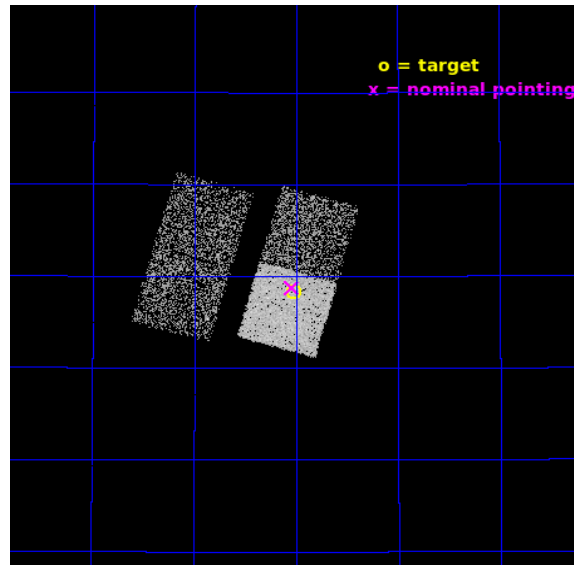 o = target
x = nominal pointing